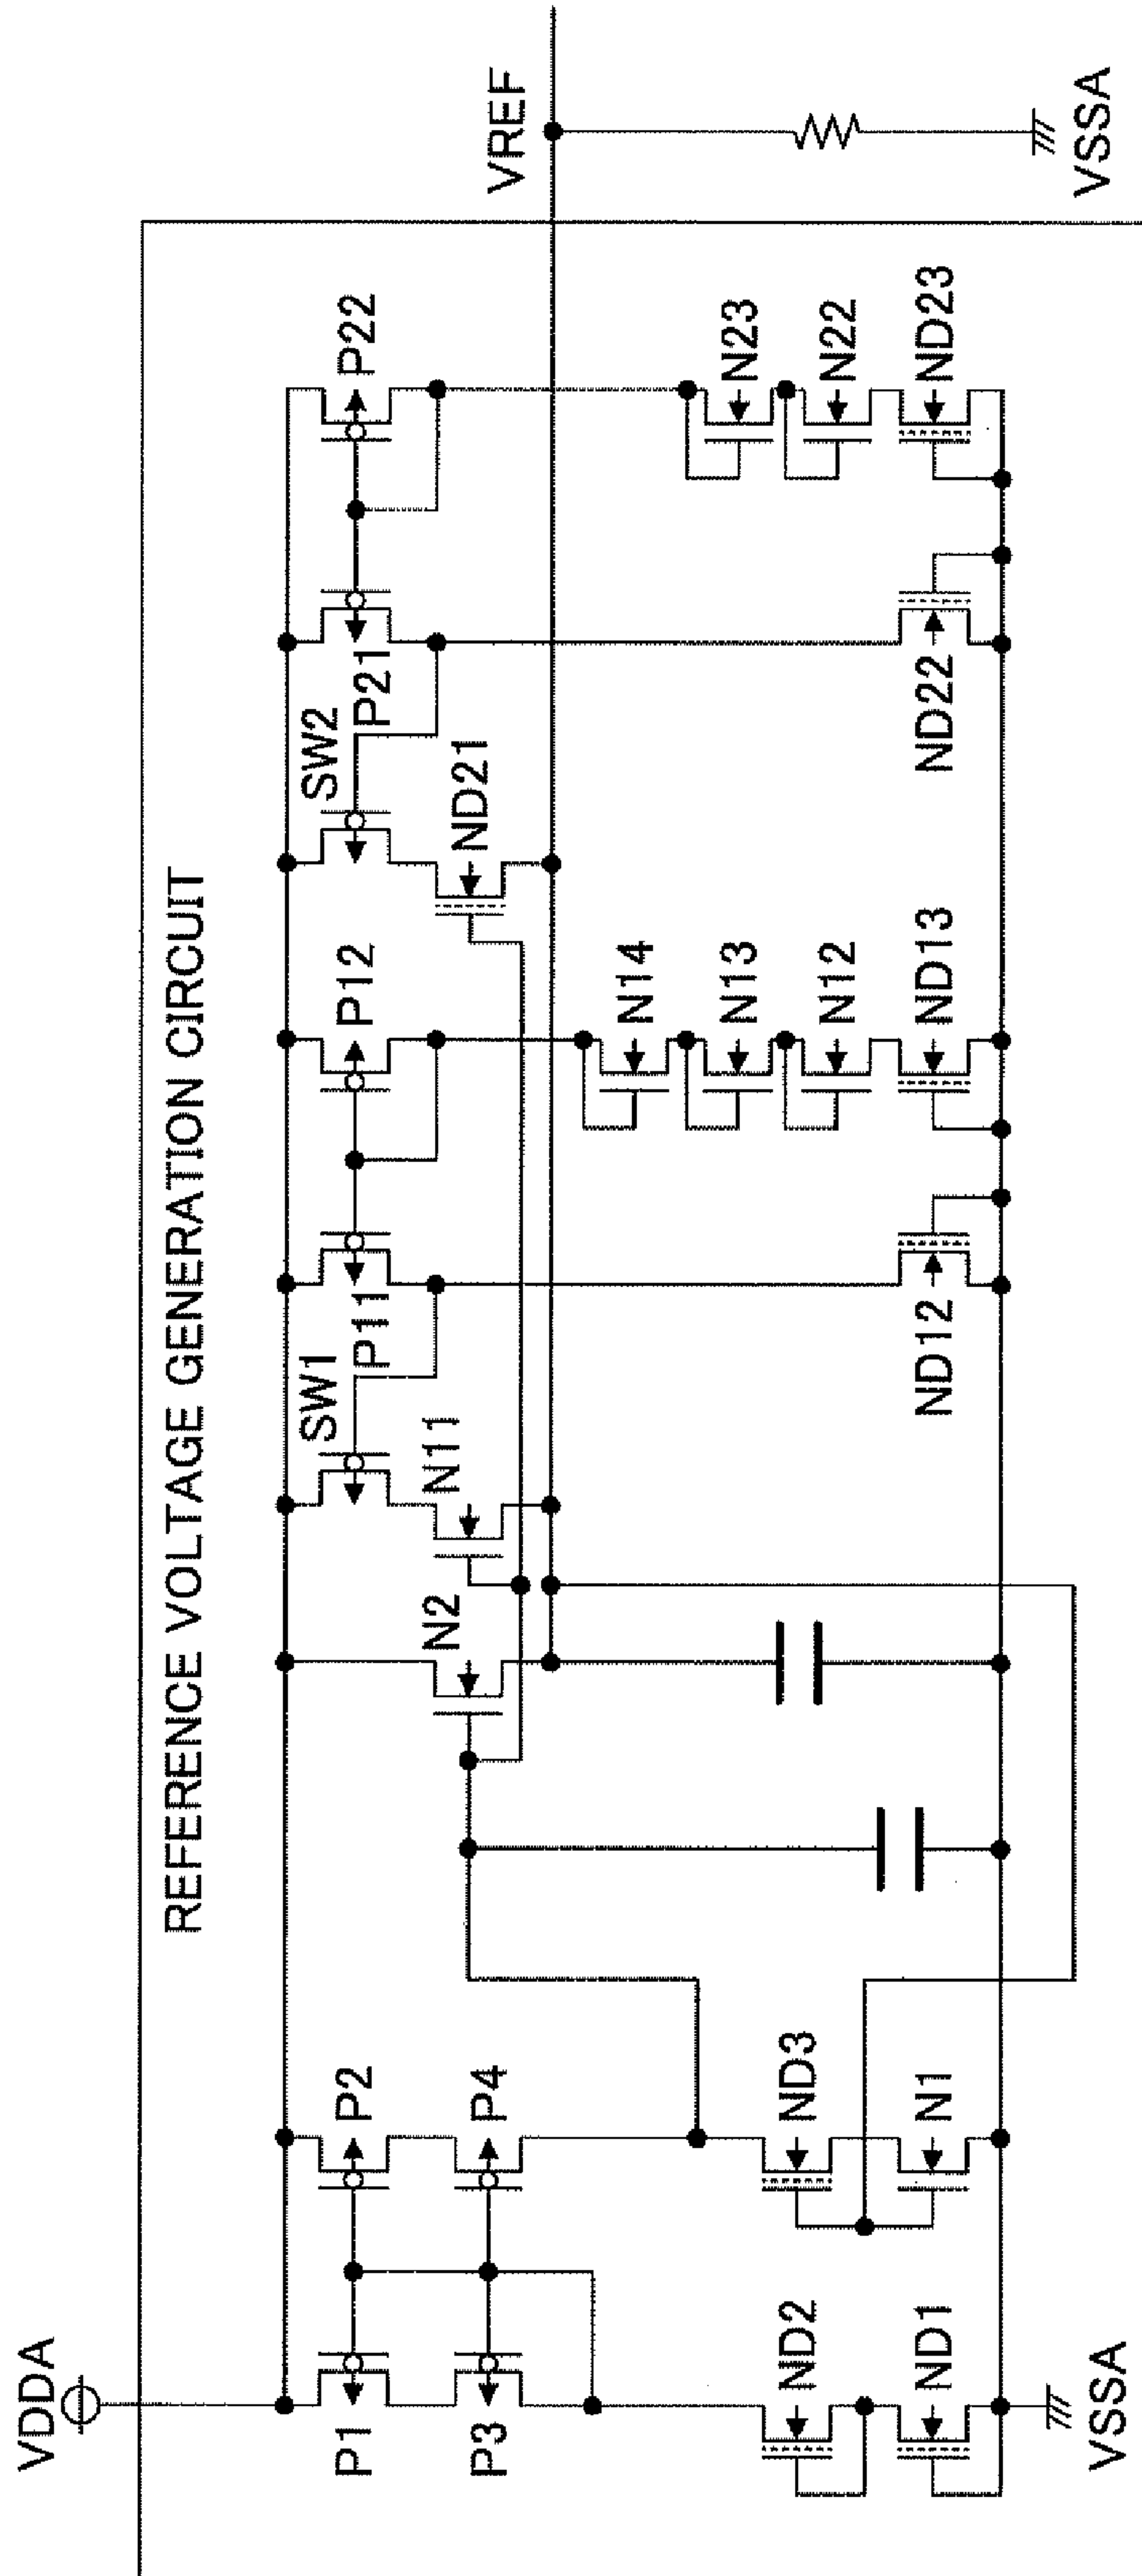 REFERENCE VOLTAGE GENERATION CIRCUIT
VDDA
P1
P2
P3
P4
ND2
ND3
ND1
N1
VSSA
N2
N11
SW1
P11
P12
N14
N13
N12
ND12
ND13
SW2
ND21
P21
P22
N23
N22
ND22
ND23
VREF
VSSA